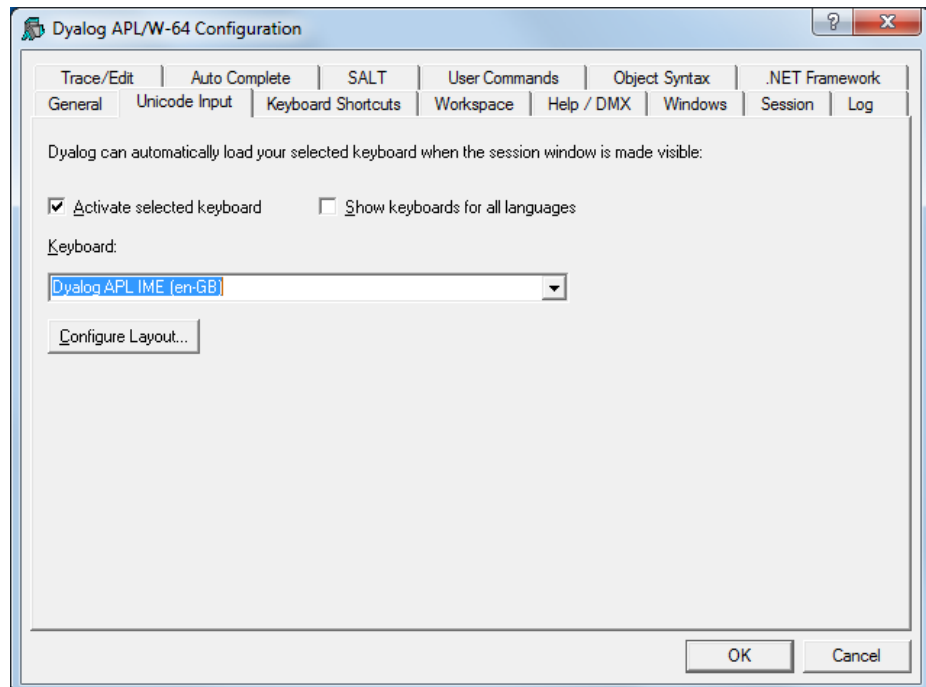 Dyalog APL/W-64 Configuration
?
Trace/Edit Auto Complete SALT User Commands Object Syntax .NET Framework
General Unicode Input Keyboard Shortcuts Workspace Help / DMX Windows Session Log
Dyalog can automatically load your selected keyboard when the session window is made visible:
Activate selected keyboard Show keyboards for all languages
Keyboard:
Dyalog APL IME (en-GB)
Configure Layout...
OK Cancel